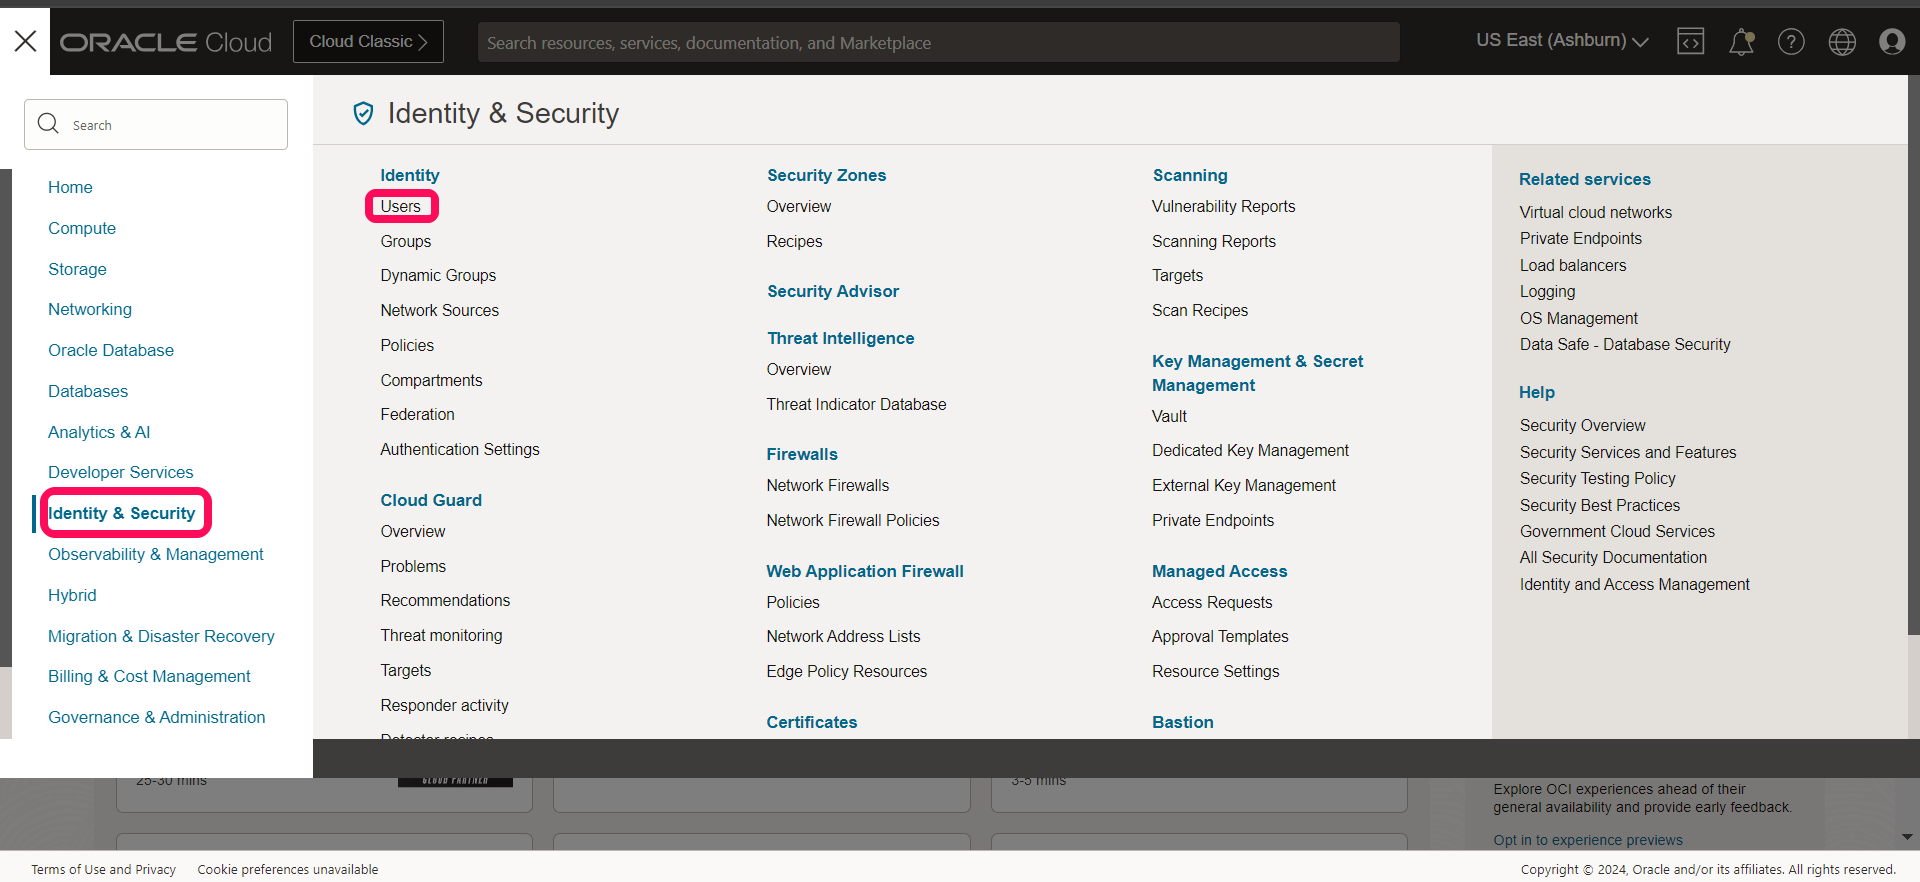 ORACLE Cloud
Cloud Classic
Search resources, services, documentation, and Marketplace
US East (Ashburn)
Search
Home
Compute
Storage
Networking
Oracle Database
Databases
Analytics & AI
Developer Services
Identity & Security
Observability & Management
Hybrid
Migration & Disaster Recovery
Billing & Cost Management
Governance & Administration
Identity & Security
Identity
Users
Groups
Dynamic Groups
Network Sources
Policies
Compartments
Federation
Authentication Settings
Cloud Guard
Overview
Problems
Recommendations
Threat monitoring
Targets
Responder activity
Detector recipes
Security Zones
Overview
Recipes
Security Advisor
Threat Intelligence
Overview
Threat Indicator Database
Firewalls
Network Firewalls
Network Firewall Policies
Web Application Firewall
Policies
Network Address Lists
Edge Policy Resources
Certificates
Scanning
Vulnerability Reports
Scanning Reports
Targets
Scan Recipes
Key Management & Secret
Management
Vault
Dedicated Key Management
External Key Management
Private Endpoints
Managed Access
Access Requests
Approval Templates
Resource Settings
Bastion
Related services
Virtual cloud networks
Private Endpoints
Load balancers
Logging
OS Management
Data Safe - Database Security
Help
Security Overview
Security Services and Features
Security Testing Policy
Security Best Practices
Government Cloud Services
All Security Documentation
Identity and Access Management
25-30 mins
CLOUD PARTNER
3-5 mins
Explore OCI experiences ahead of their
general availability and provide early feedback.
Opt in to experience previews
Terms of Use and Privacy
Cookie preferences unavailable
Copyright © 2024, Oracle and/or its affiliates. All rights reserved.